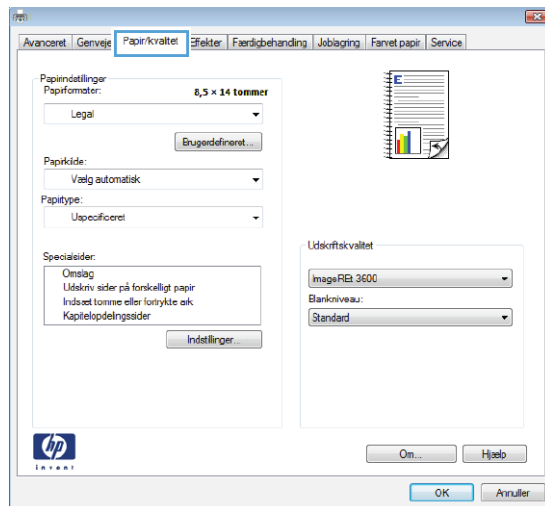 Avanceret Genveje Papir/kvalitet Effekter Færdigbehandling Joblagring Farvet papir Service
Papirindstillinger
Papirformater: 8,5 × 14 tommer
Legal
Brugerdefineret...
Papirkilde:
Vælg automatisk
Papirtype:
Uspecificeret
Specialsider:
Omslag
Udskriv sider på forskelligt papir
Indsæt tomme eller fortrykte ark
Kapitelopdelingssider
Indstillinger...
E
Udskriftskvalitet
ImageREt 3600
Blankniveau:
Standard
hp
invent
Om... Hjælp
OK Annuller